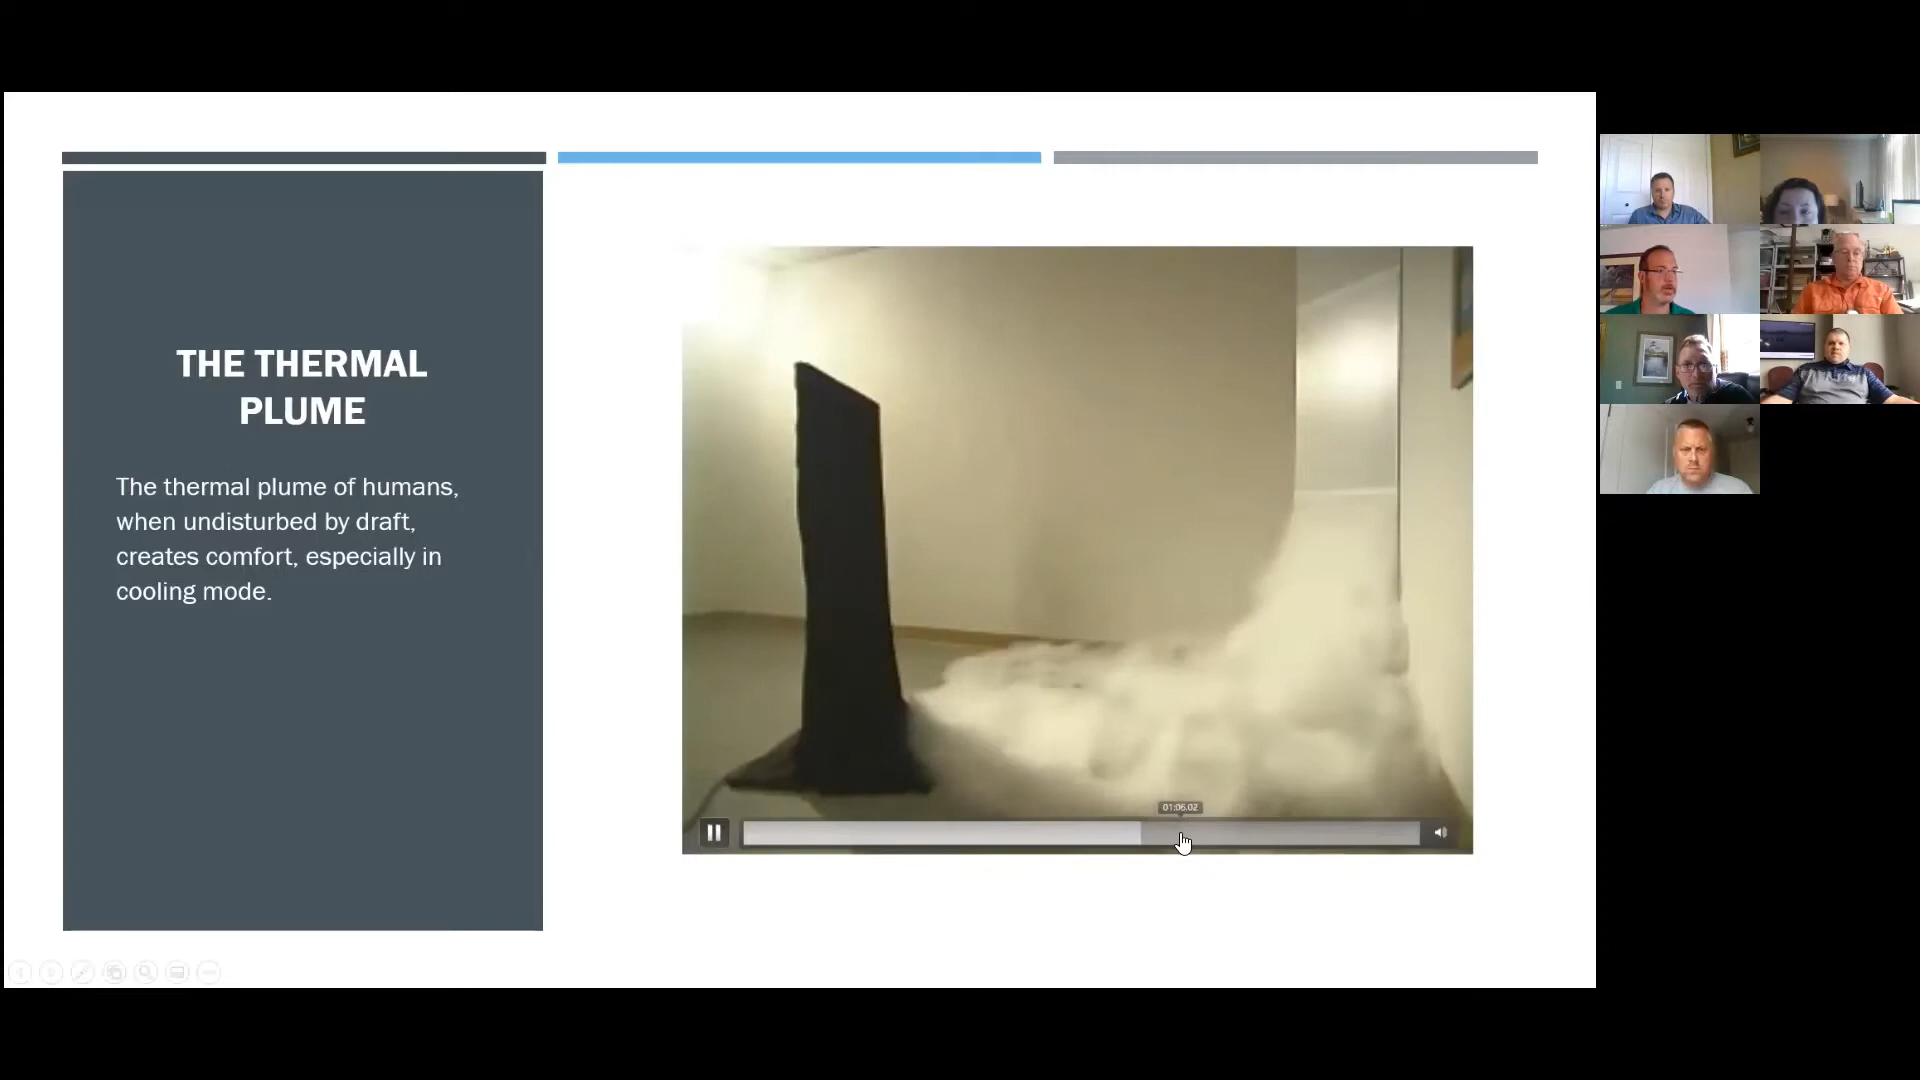 THE THERMAL
PLUME
The thermal plume of humans,
when undisturbed by draft,
creates comfort, especially in
cooling mode.
01:06.02